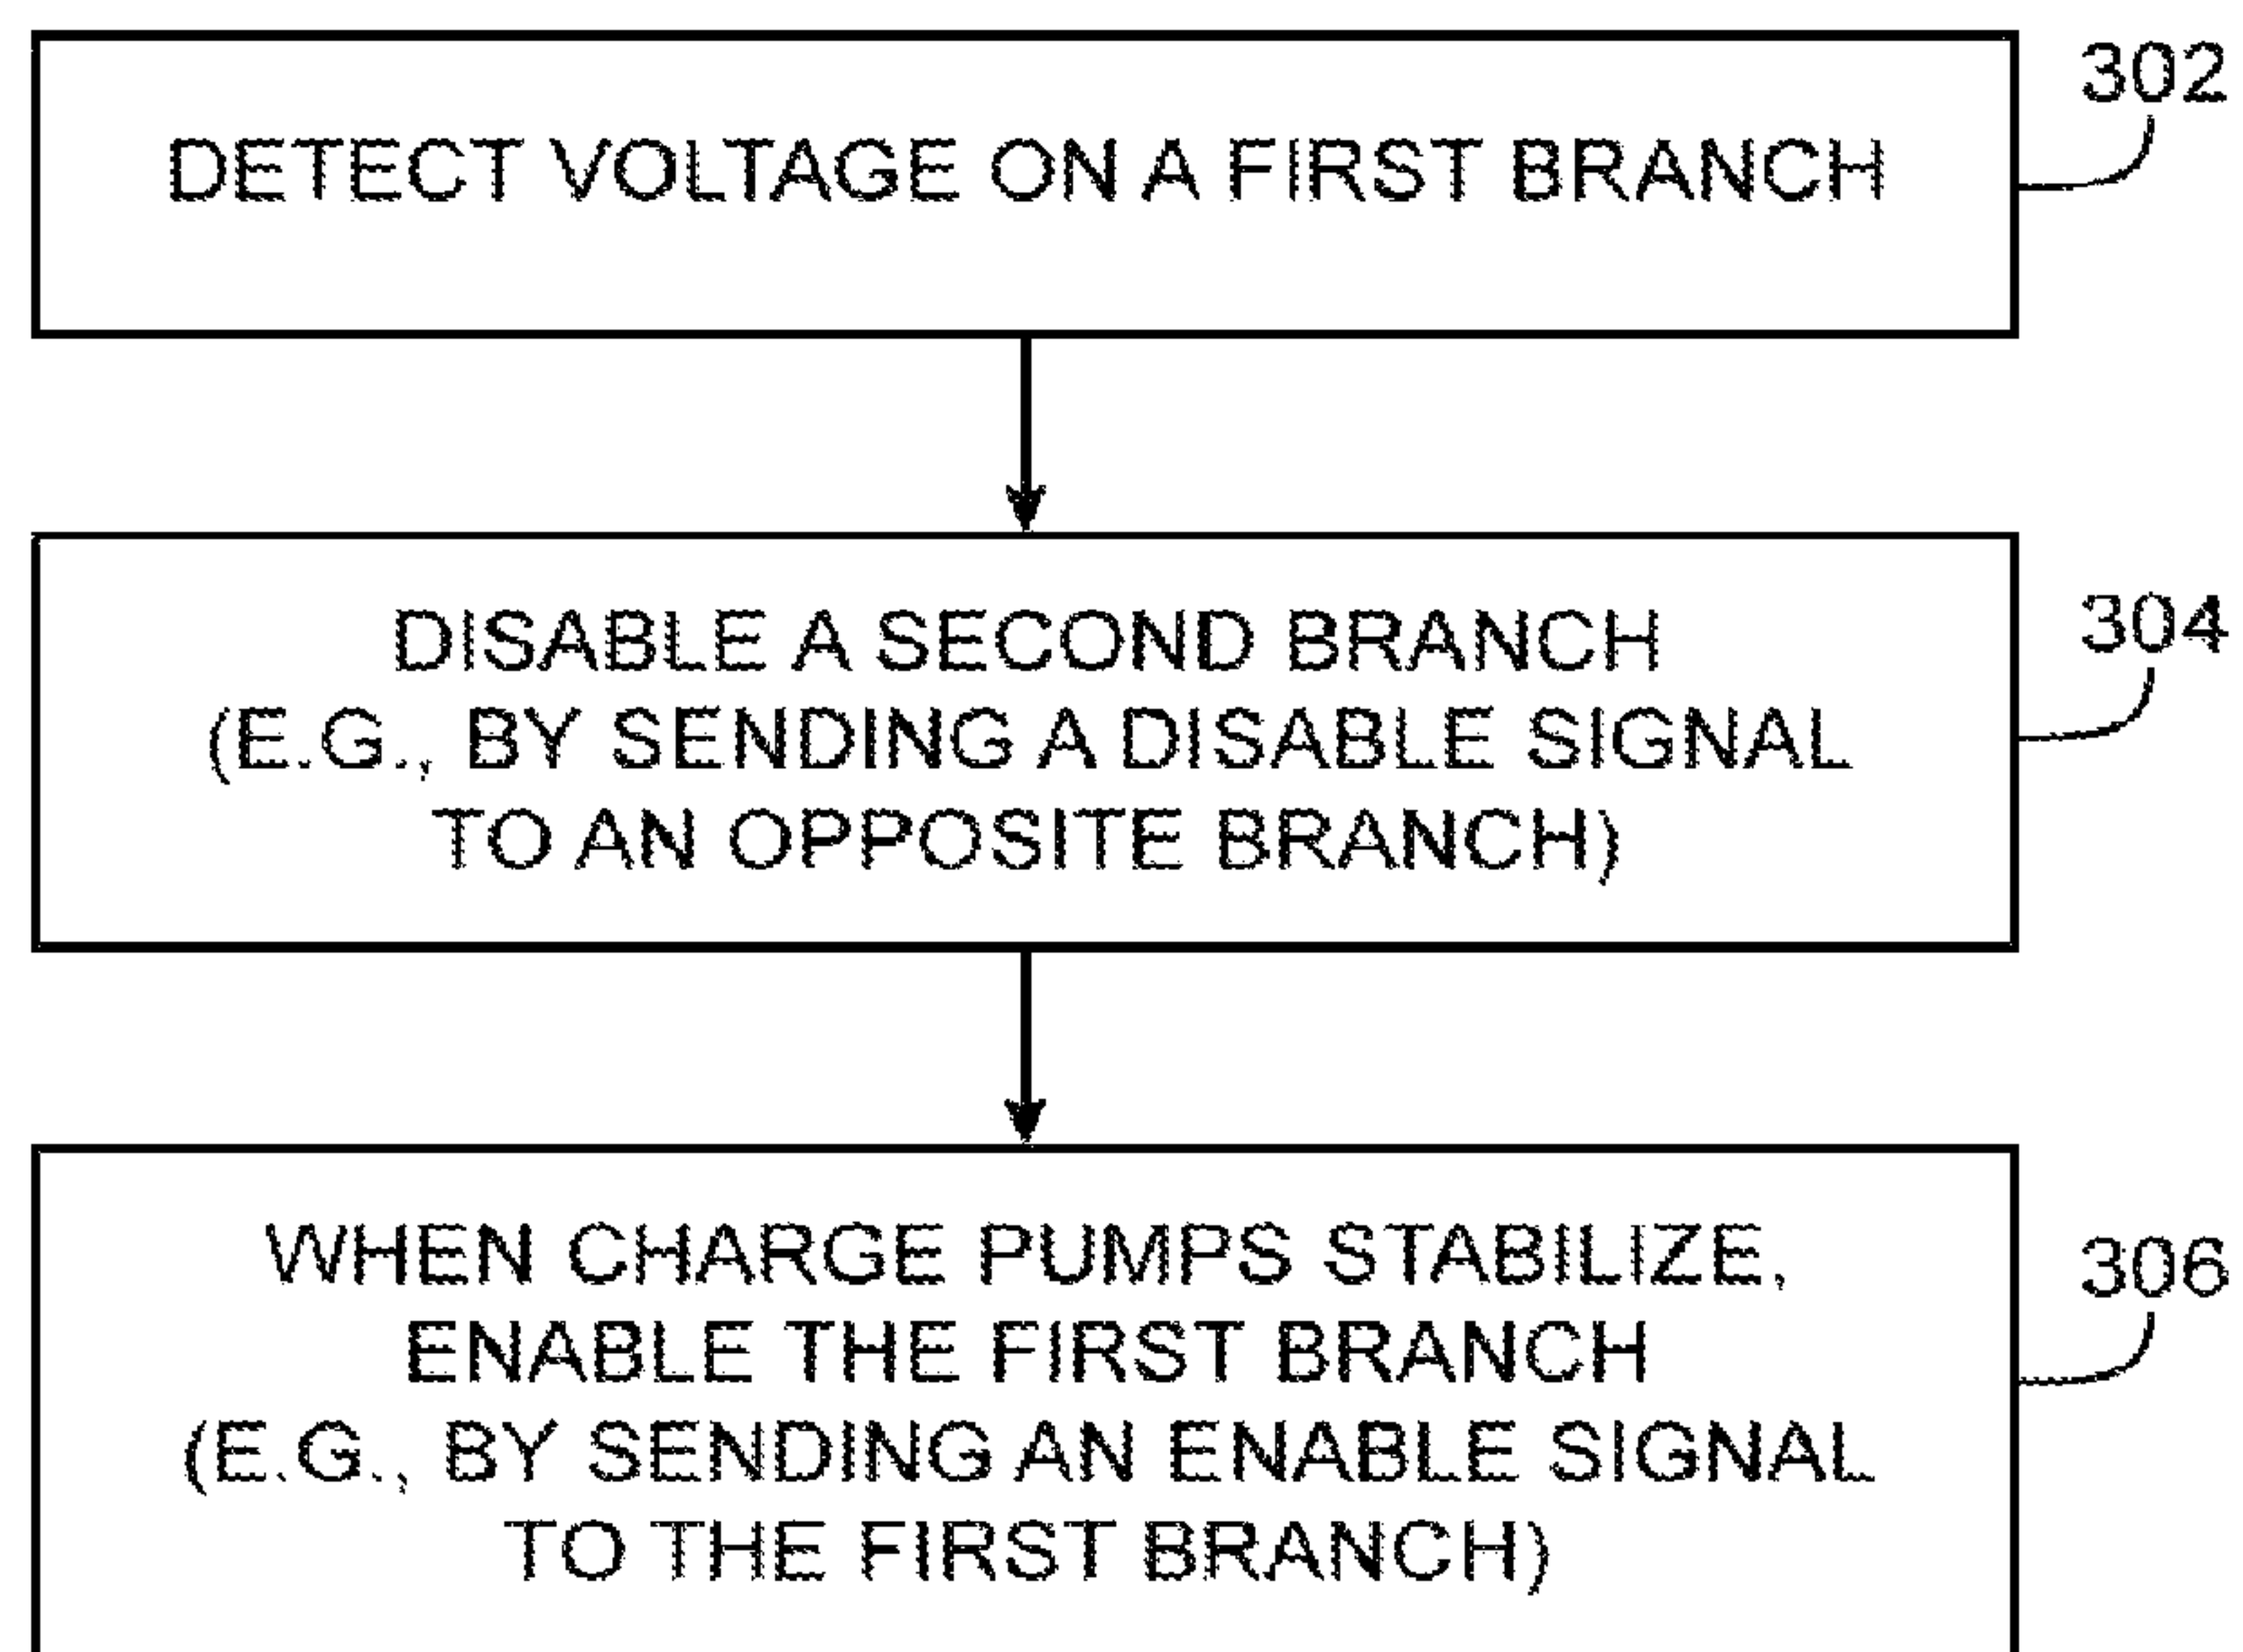 302
DETECT VOLTAGE ON A FIRST BRANCH
304
DISABLE A SECOND BRANCH
(E.G., BY SENDING A DISABLE SIGNAL
TO AN OPPOSITE BRANCH)
306
WHEN CHARGE PUMPS STABILIZE,
ENABLE THE FIRST BRANCH
(E.G., BY SENDING AN ENABLE SIGNAL
TO THE FIRST BRANCH)